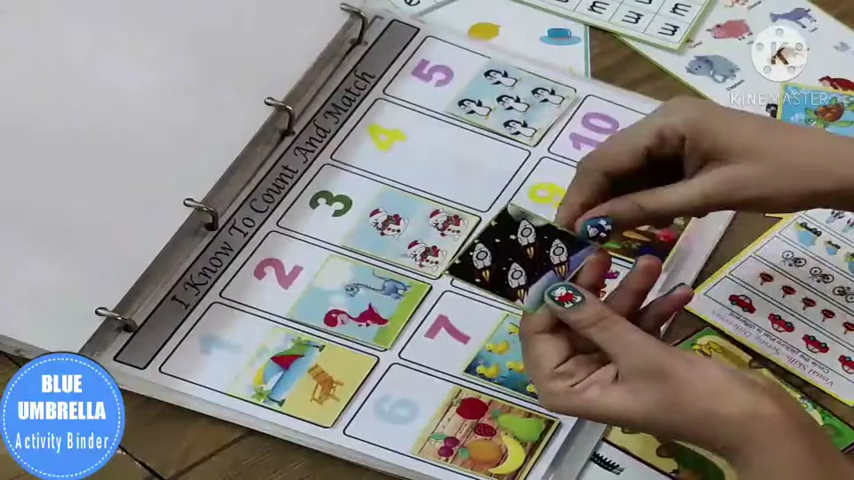 KINEMASTER
I Know To Count And Match
5
4
3
2
1
10
9
7
6
BLUE
UMBRELLA
Activity Binder